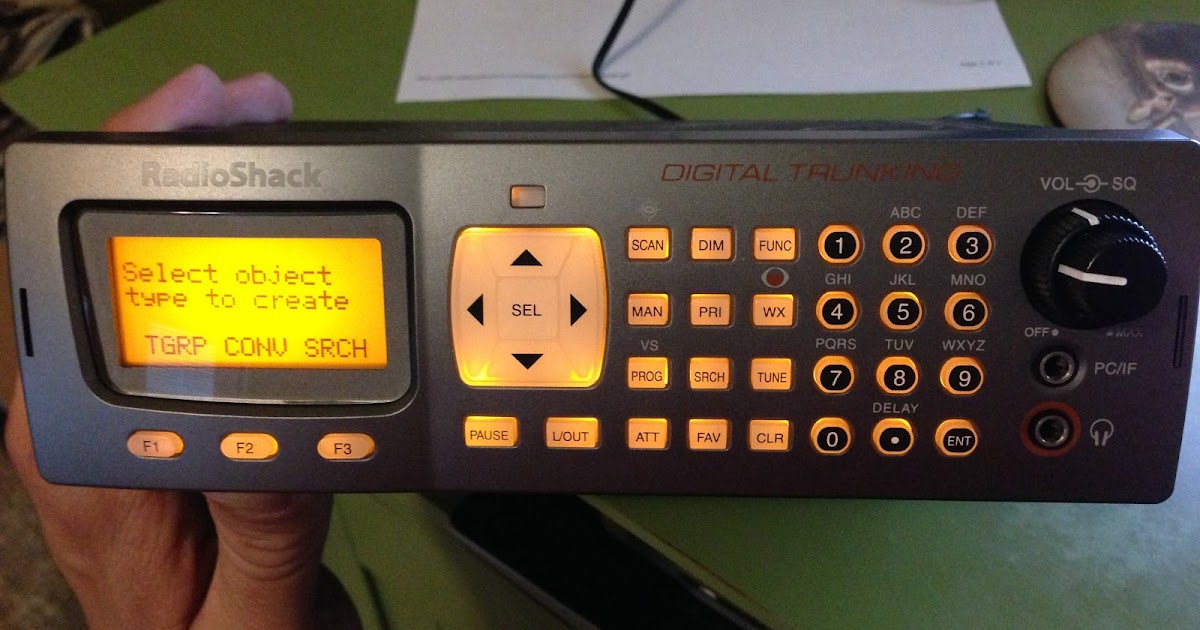 RadioShack
DIGITAL TRUNKING
VOL SQ
Select object
type to create
TGRP CONV SRCH
F1 F2 F3
SEL
ABC DEF
SCAN DIM FUNC 1 2 3
GHI JKL MNO
MAN PRI WX 4 5 6
VS PQRS TUV WXYZ
PROG SRCH TUNE 7 8 9
DELAY
PAUSE L/OUT ATT FAV CLR 0 • ENT
OFF MAX
PC/IF